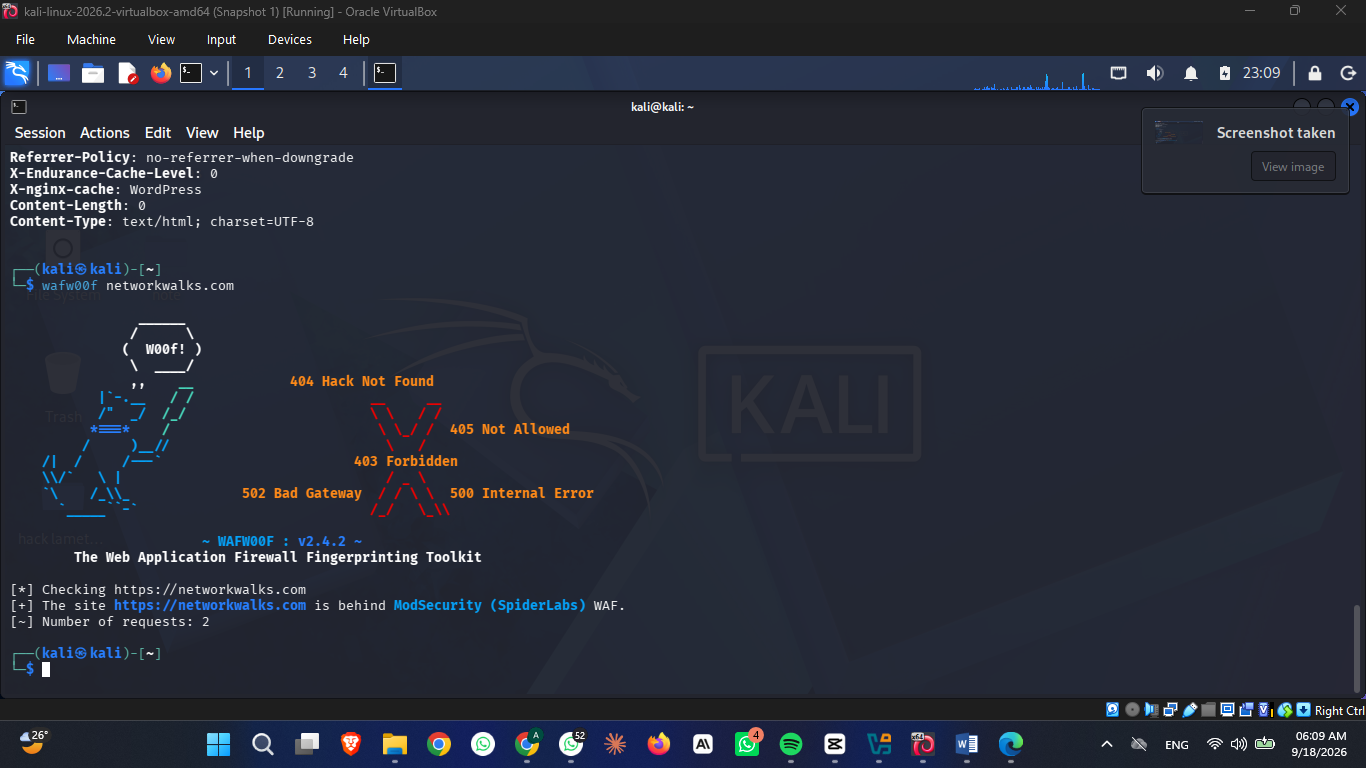 kali-linux-2026.2-virtualbox-amd64 (Snapshot 1) [Running] - Oracle VirtualBox
File Machine View Input Devices Help
1 2 3 4 23:09
kali@kali: ~
Session Actions Edit View Help
Screenshot taken
View image
Referrer-Policy: no-referrer-when-downgrade
X-Endurance-Cache-Level: 0
X-nginx-cache: WordPress
Content-Length: 0
Content-Type: text/html; charset=UTF-8
(kali㉿kali)-[~]
$ wafw00f networkwalks.com
File System
Home
( W00f! )
404 Hack Not Found
Trash
405 Not Allowed
403 Forbidden
502 Bad Gateway 500 Internal Error
KALI
~ WAFW00F : v2.4.2 ~
The Web Application Firewall Fingerprinting Toolkit
[*] Checking https://networkwalks.com
[+] The site https://networkwalks.com is behind ModSecurity (SpiderLabs) WAF.
[~] Number of requests: 2
(kali㉿kali)-[~]
$
Right Ctrl
26°
A
52
4
ENG
06:09 AM
9/18/2026